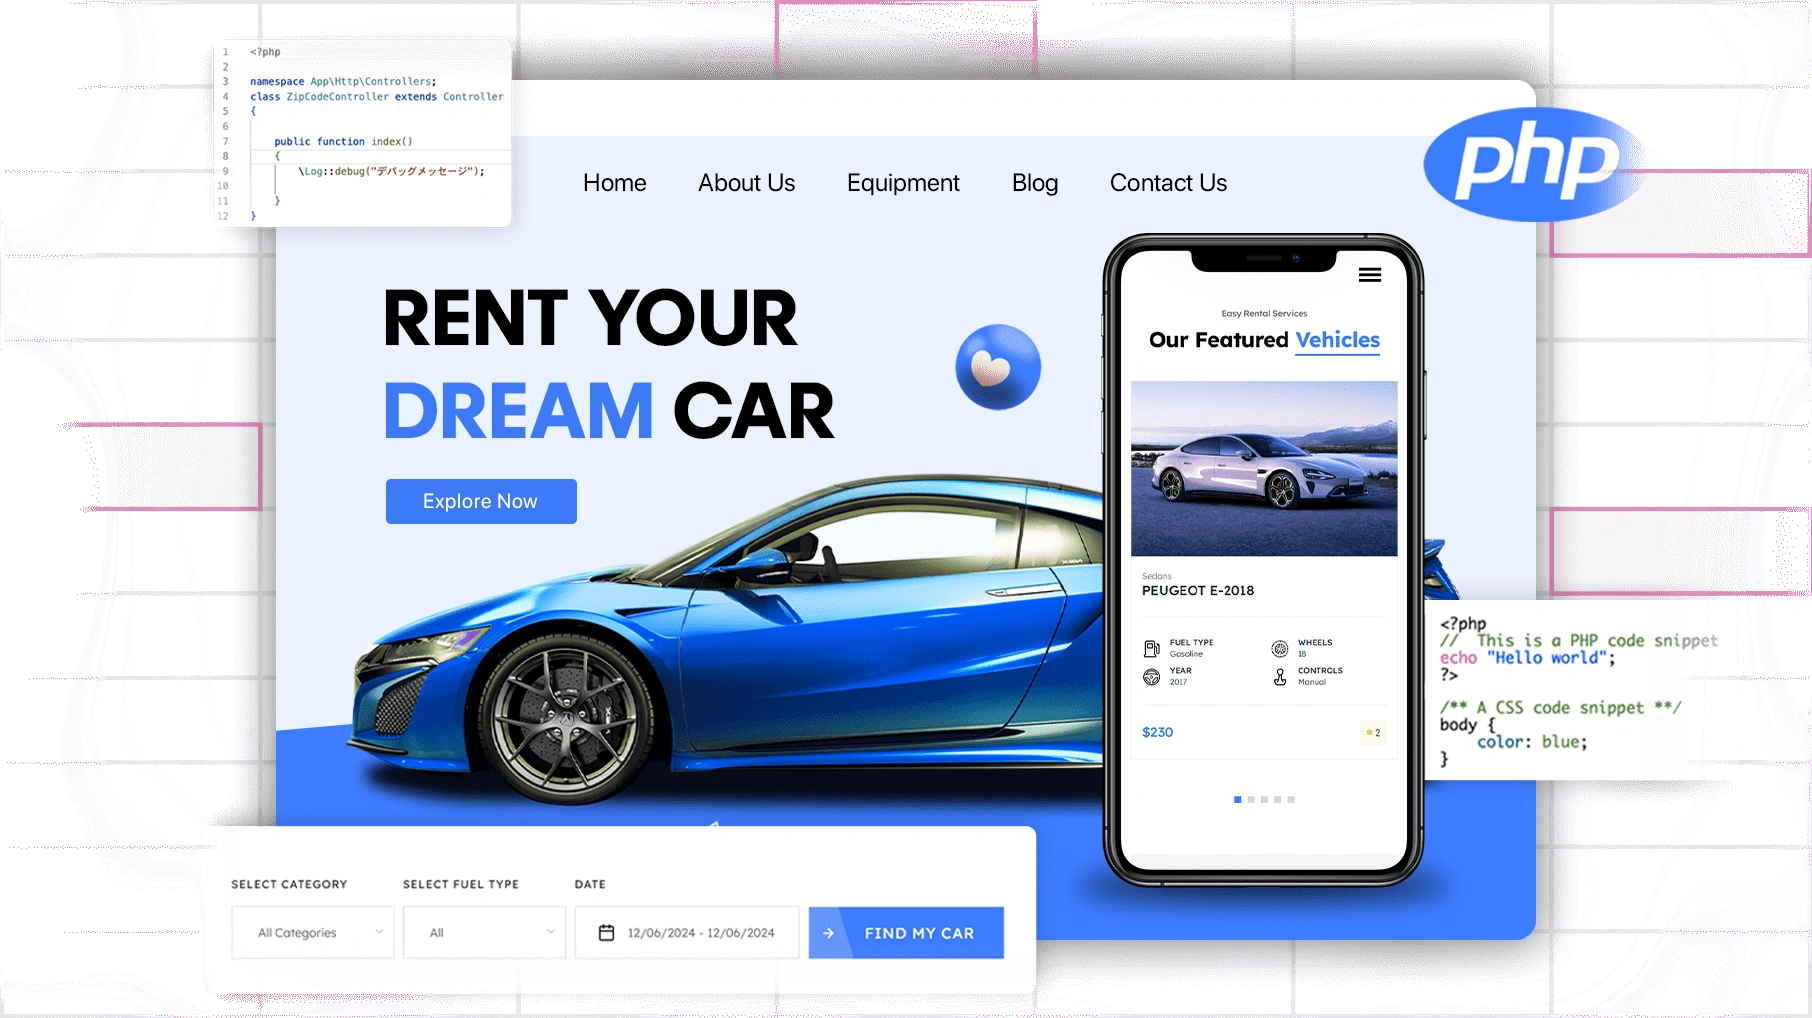 1 <?php
2
3 namespace App\Http\Controllers;
4 class ZipCodeController extends Controller
5 {
6
7 public function index()
8 {
9 \Log::debug("デバッグメッセージ");
10
11 }
12 }
php
Home About Us Equipment Blog Contact Us
RENT YOUR
DREAM CAR
Explore Now
Easy Rental Services
Our Featured Vehicles
Sedans
PEUGEOT E-2018
FUEL TYPE
Gasoline
WHEELS
18
YEAR
2017
CONTROLS
Manual
$230
2
<?php
// This is a PHP code snippet
echo "Hello world";
?>
/** A CSS code snippet **/
body {
color: blue;
}
SELECT CATEGORY
All Categories
SELECT FUEL TYPE
All
DATE
12/06/2024 - 12/06/2024
FIND MY CAR